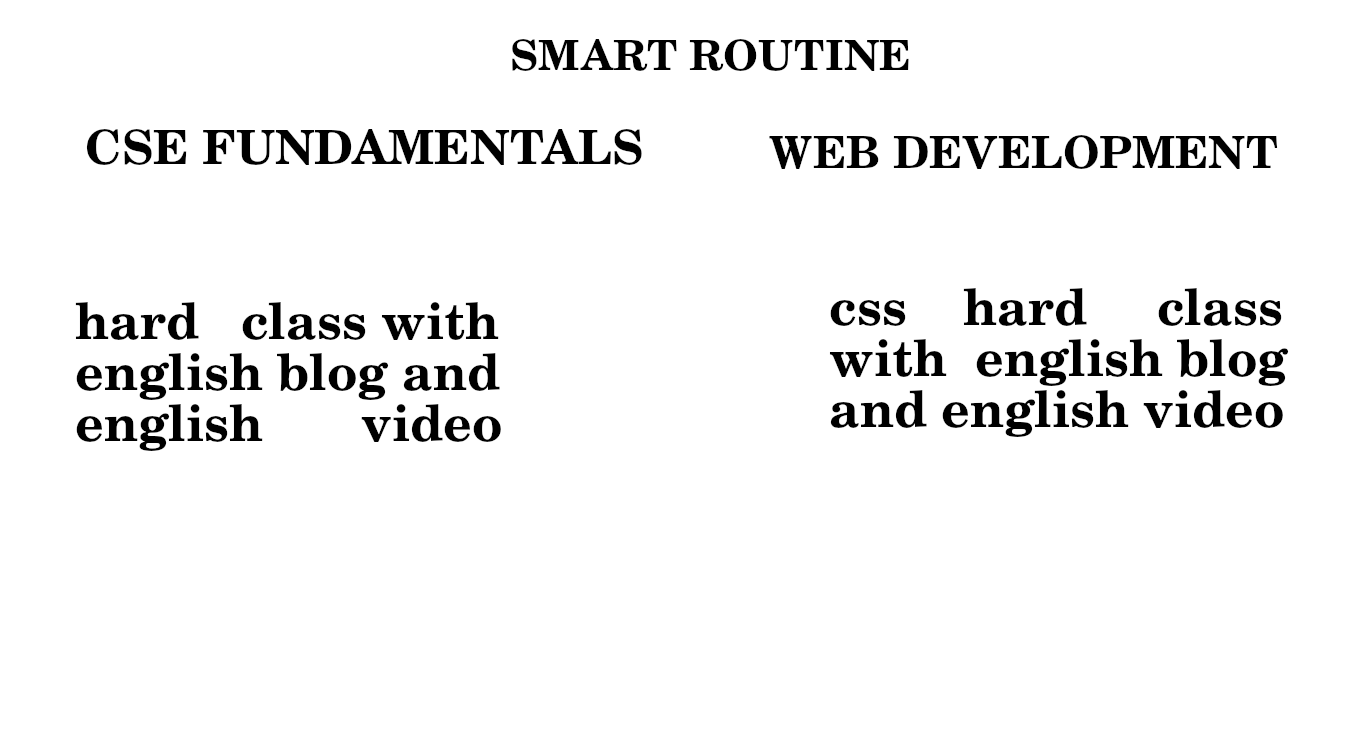 SMART ROUTINE
CSE FUNDAMENTALS
WEB DEVELOPMENT
hard class with
english blog and
english video
css hard class
with english blog
and english video